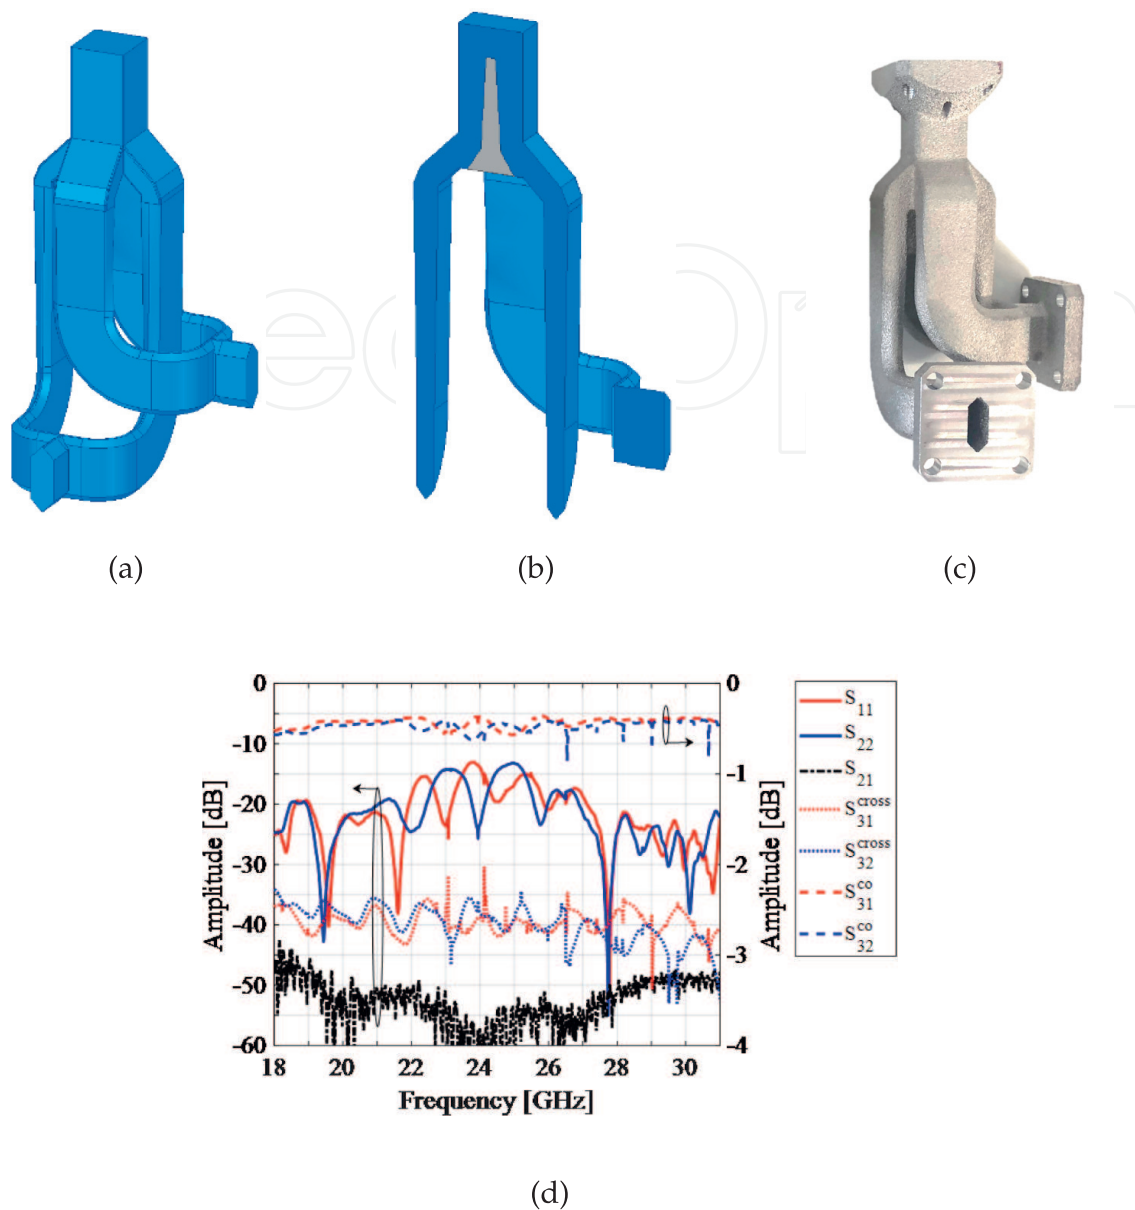 (a) (b) (c)
0 0
-10
-20 -1
-30 -2
-40
-50 -3
-60 -4
18 20 22 24 26 28 30
Amplitude [dB]
Amplitude [dB]
Frequency [GHz]
S11
S22
S21
S31cross
S32cross
S31co
S32co
(d)